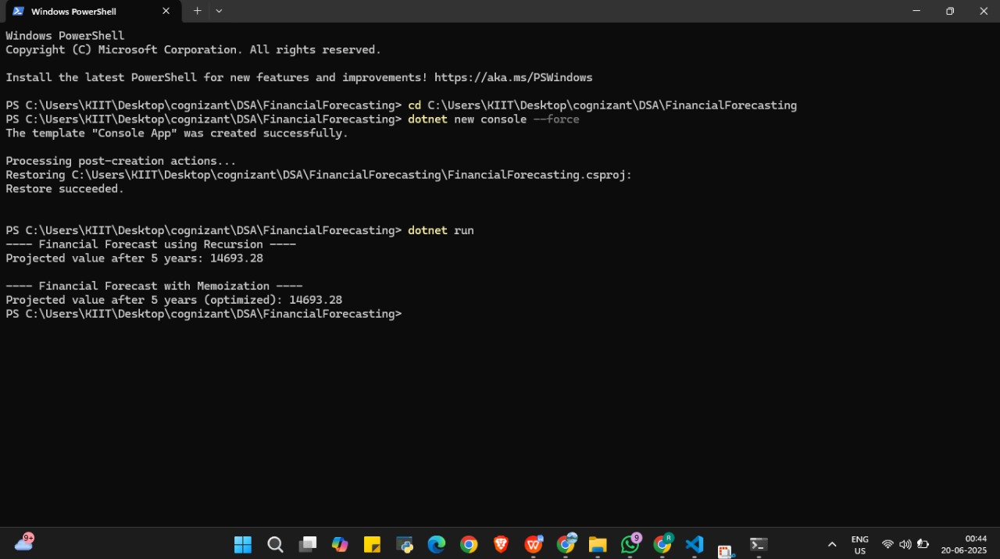 Windows PowerShell
Windows PowerShell
Copyright (C) Microsoft Corporation. All rights reserved.
Install the latest PowerShell for new features and improvements! https://aka.ms/PSWindows
PS C:\Users\KIIT\Desktop\cognizant\DSA\FinancialForecasting> cd C:\Users\KIIT\Desktop\cognizant\DSA\FinancialForecasting
PS C:\Users\KIIT\Desktop\cognizant\DSA\FinancialForecasting> dotnet new console --force
The template "Console App" was created successfully.
Processing post-creation actions...
Restoring C:\Users\KIIT\Desktop\cognizant\DSA\FinancialForecasting\FinancialForecasting.csproj:
Restore succeeded.
PS C:\Users\KIIT\Desktop\cognizant\DSA\FinancialForecasting> dotnet run
---- Financial Forecast using Recursion ----
Projected value after 5 years: 14693.28
---- Financial Forecast with Memoization ----
Projected value after 5 years (optimized): 14693.28
PS C:\Users\KIIT\Desktop\cognizant\DSA\FinancialForecasting>
9+
9
R
ENG
US
00:44
20-06-2025